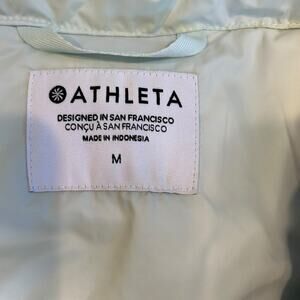 ATHLETA
DESIGNED IN SAN FRANCISCO
CONÇU À SAN FRANCISCO
MADE IN INDONESIA
M